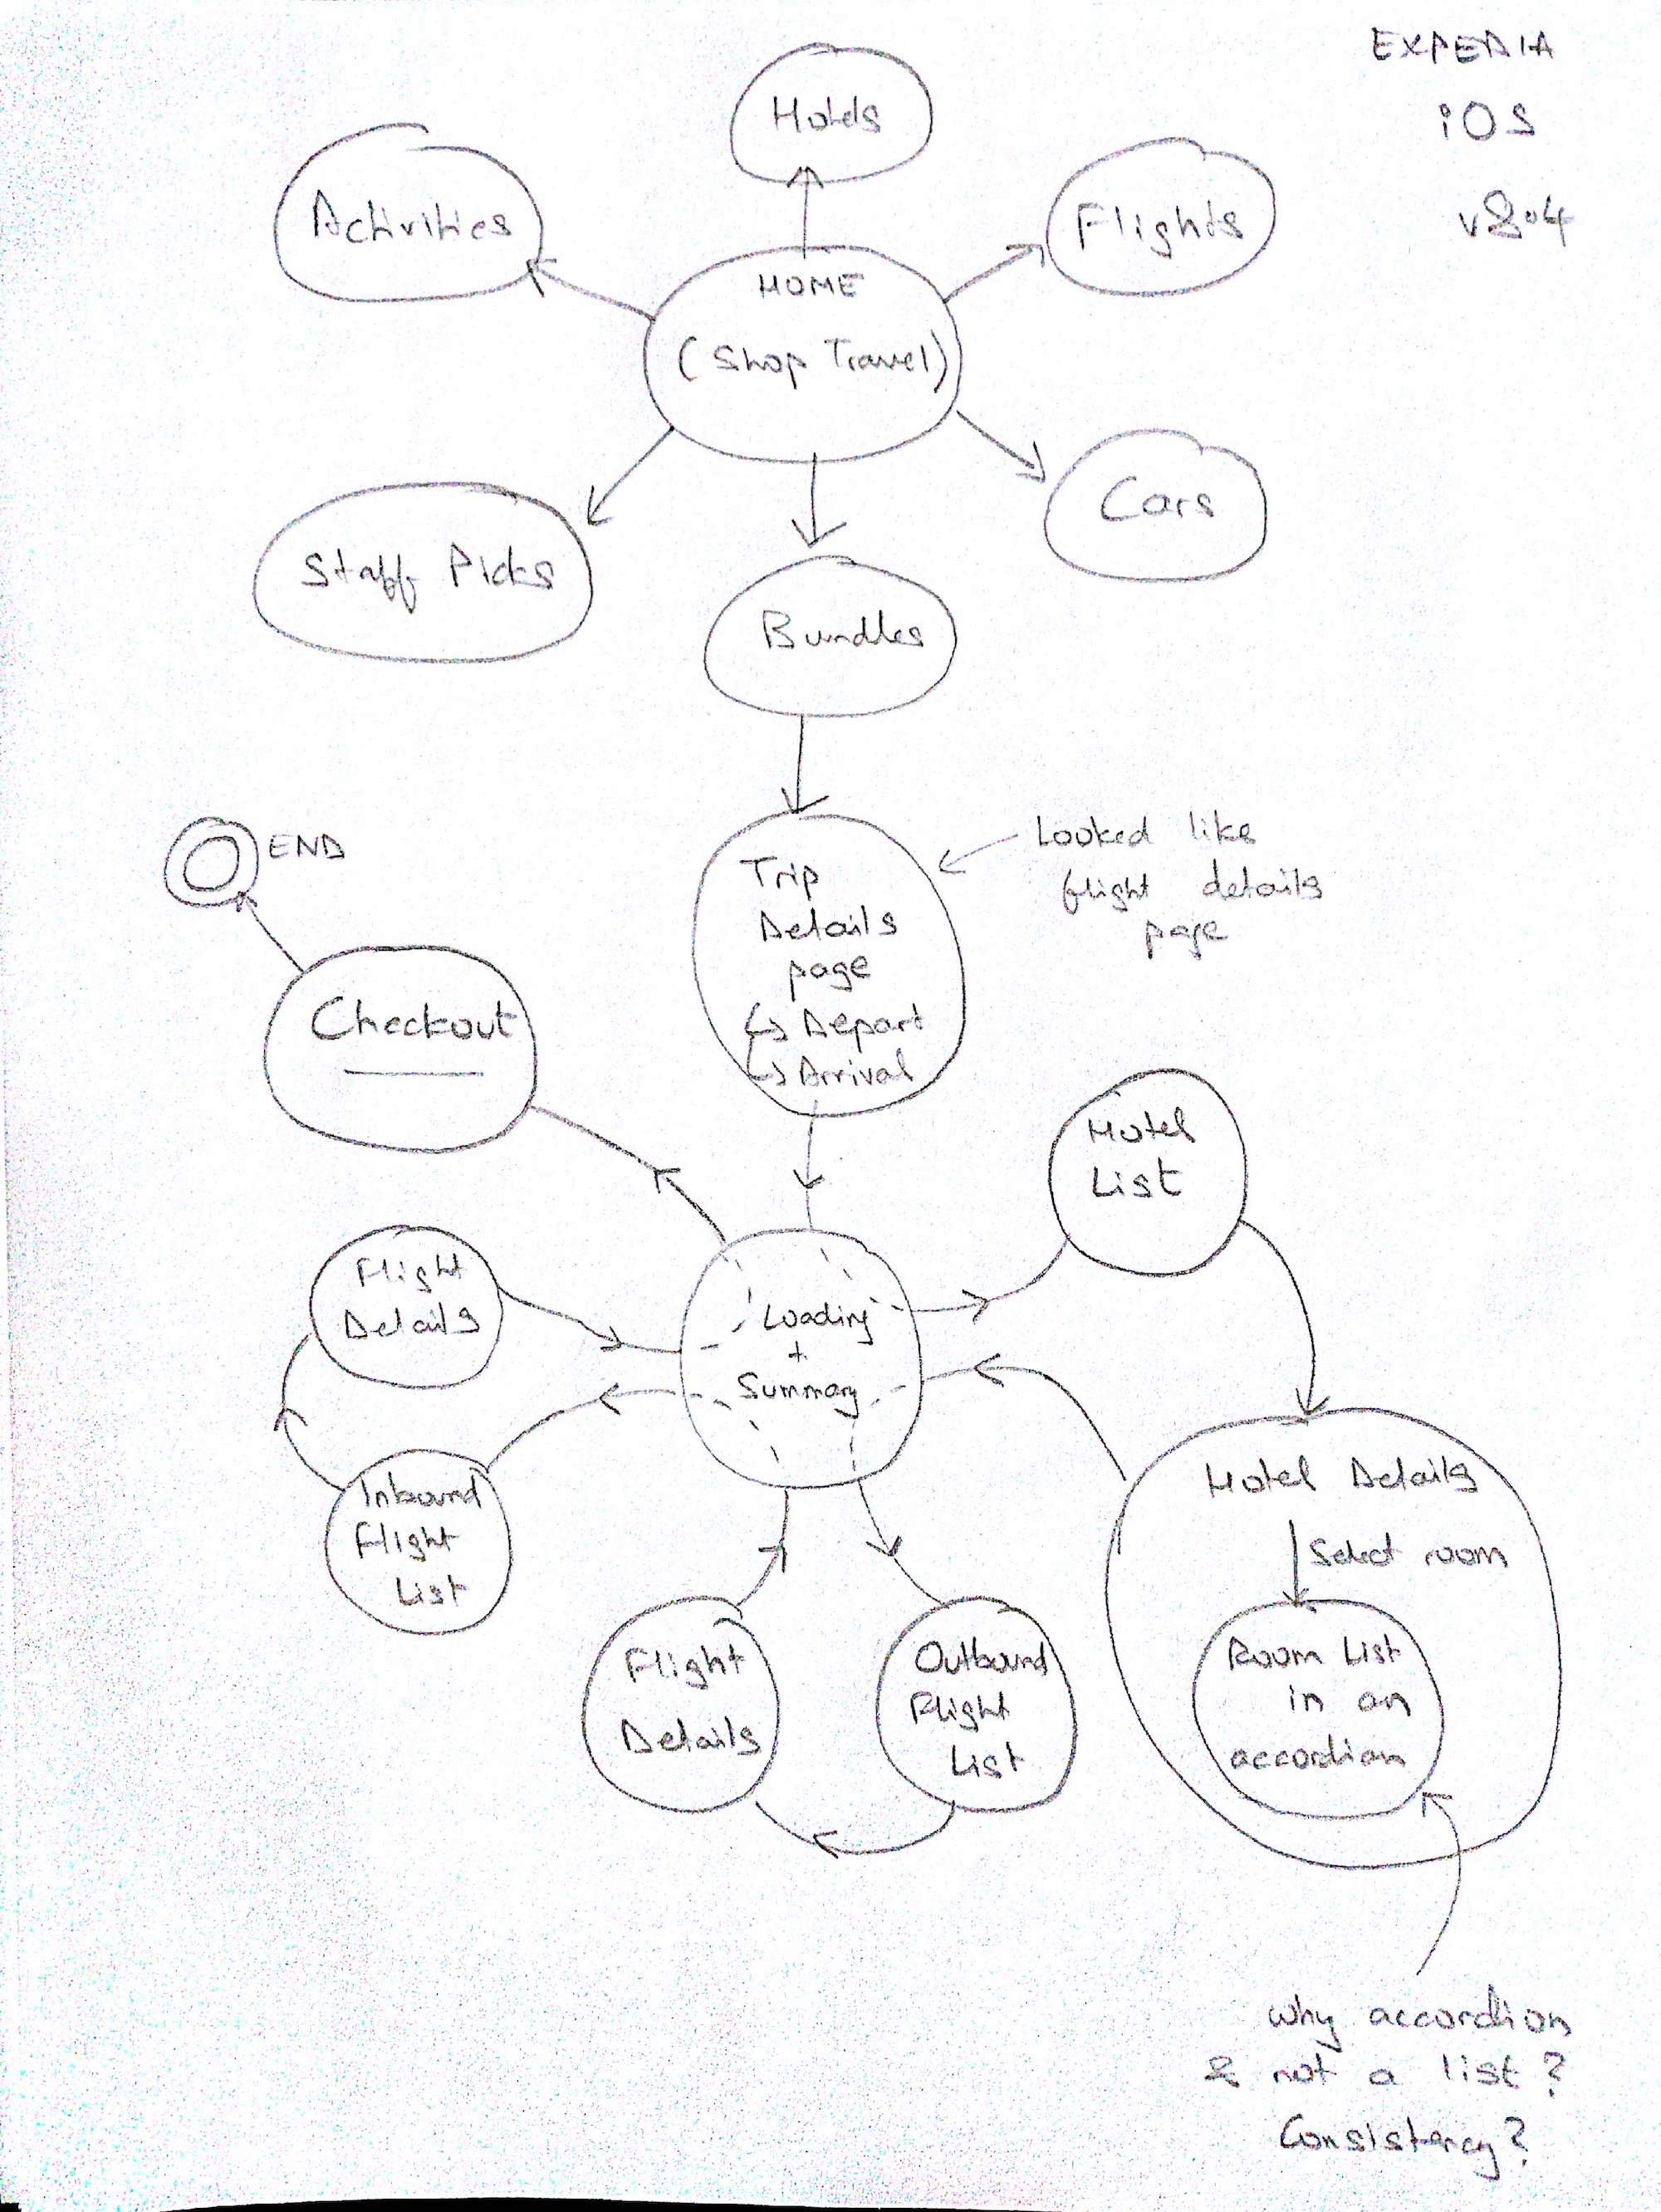 EXPEDIA
iOS
v8.4
Hotels
Activities
Flights
HOME
(Shop Travel)
Cars
Staff Picks
Bundles
END
Looked like
flight details
page
Trip
Details
page
↳ Depart
↳ Arrival
Checkout
Hotel
List
Flight
Details
Loading
+
Summary
Inbound
Flight
List
Hotel Details
Select room
Flight
Details
Outbound
Flight
List
Room List
in an
accordian
why accordion
& not a list?
Consistency?